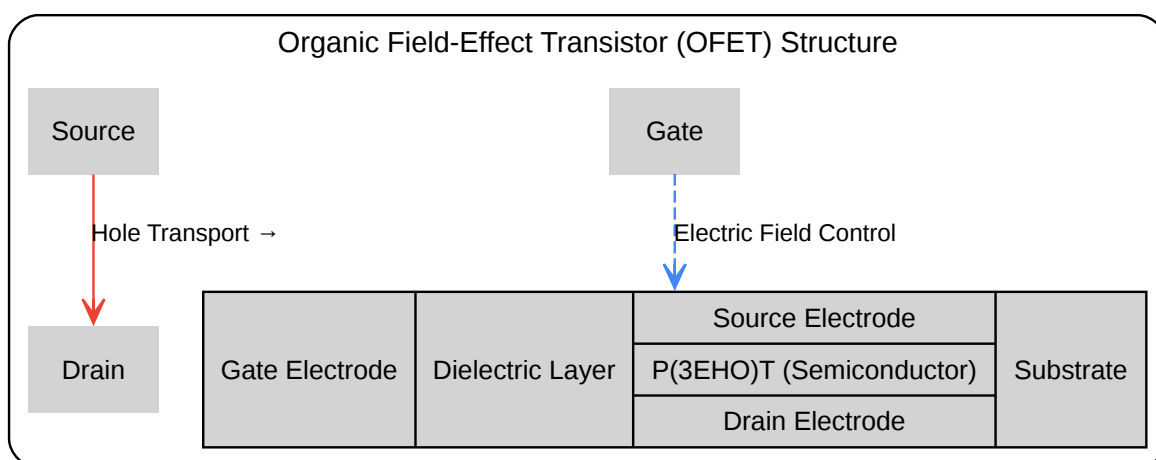 Organic Field-Effect Transistor (OFET) Structure
Source
Gate
Hole Transport →
Electric Field Control
Drain
Gate Electrode
Dielectric Layer
Source Electrode
P(3EHO)T (Semiconductor)
Drain Electrode
Substrate